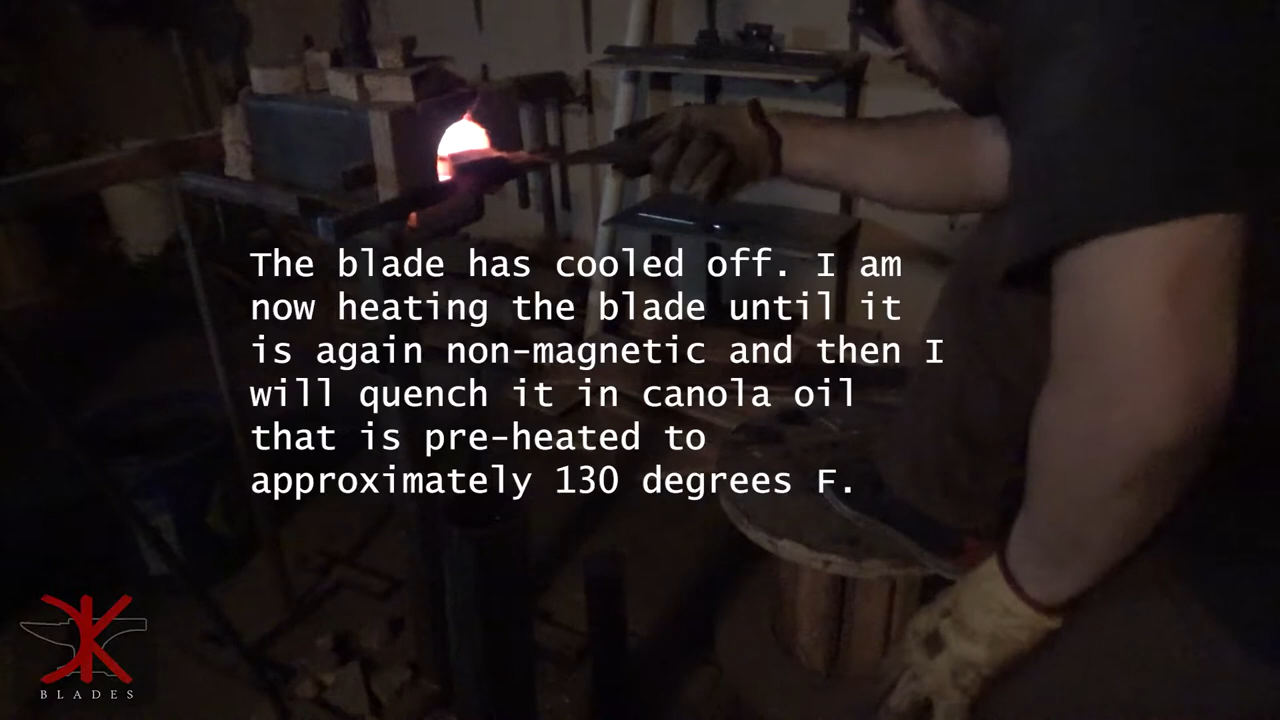 The blade has cooled off. I am
now heating the blade until it
is again non-magnetic and then I
will quench it in canola oil
that is pre-heated to
approximately 130 degrees F.
K
BLADES